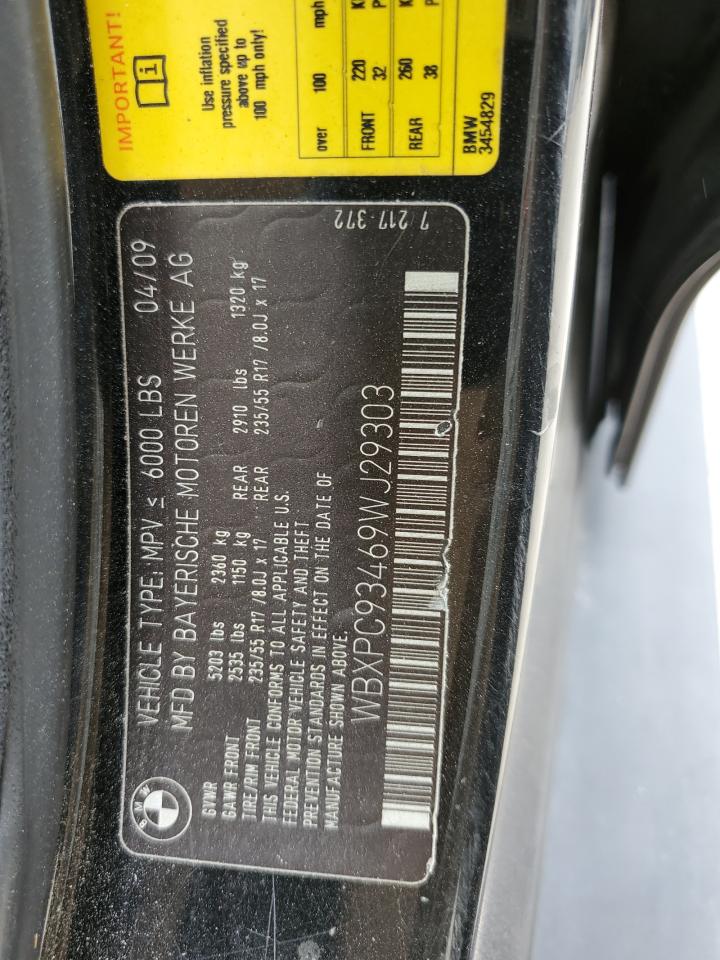 IMPORTANT!
i
Use inflation
pressure specified
above up to
100 mph only!
over 100 mph
FRONT 220
32
REAR 260
38
BMW
3454829
BMW
VEHICLE TYPE: MPV ≤ 6000 LBS 04/09
MFD BY BAYERISCHE MOTOREN WERKE AG
GVWR 5203 lbs 2360 kg
GAWR FRONT 2535 lbs 1150 kg REAR 2910 lbs 1320 kg
TIRE/RIM FRONT 235/55 R17 /8.0J x 17 REAR 235/55 R17 /8.0J x 17
THIS VEHICLE CONFORMS TO ALL APPLICABLE U.S.
FEDERAL MOTOR VEHICLE SAFETY AND THEFT
PREVENTION STANDARDS IN EFFECT ON THE DATE OF
MANUFACTURE SHOWN ABOVE.
WBXPC93469WJ29303
7 217 372